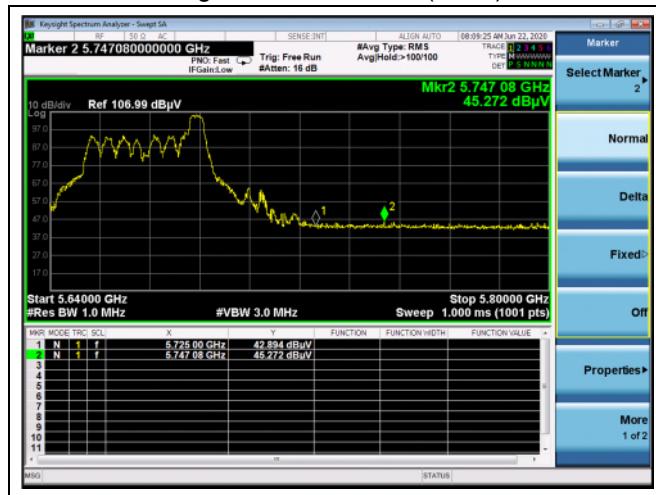 Keysight Spectrum Analyzer - Swept SA
RF 50 Ω AC SENSE:INT ALIGN AUTO 08:09:25 AM Jun 22, 2020
Marker 2 5.747080000000 GHz
PNO: Fast
IFGain:Low
Trig: Free Run
#Atten: 16 dB
#Avg Type: RMS
Avg|Hold:>100/100
TRACE 1 2 3 4 5 6
TYPE M
DET P S N N N N
Mkr2 5.747 08 GHz
45.272 dBµV
10 dB/div Ref 106.99 dBµV
Log
97.0
87.0
77.0
67.0
57.0
47.0
37.0
27.0
17.0
1
2
Start 5.64000 GHz Stop 5.80000 GHz
#Res BW 1.0 MHz #VBW 3.0 MHz Sweep 1.000 ms (1001 pts)
MKR MODE TRC SCL X Y FUNCTION FUNCTION WIDTH FUNCTION VALUE
1 N 1 f 5.725 00 GHz 42.894 dBuV
2 N 1 f 5.747 08 GHz 45.272 dBuV
3
4
5
6
7
8
9
10
11
MSG STATUS
Marker
Select Marker
2
Normal
Delta
Fixed
Off
Properties
More
1 of 2